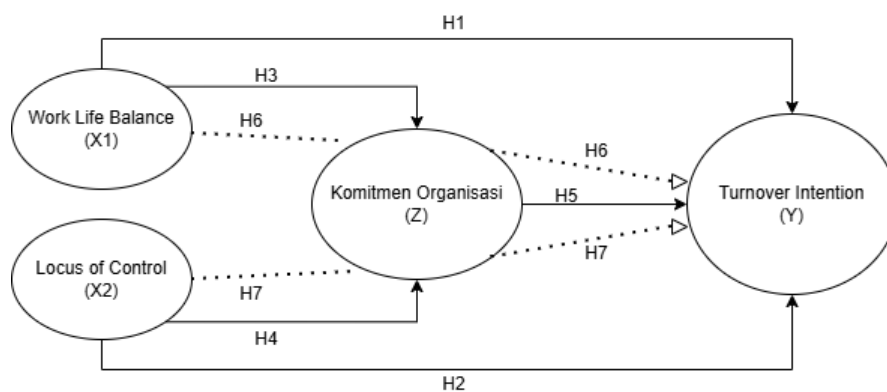 H1
H3
Work Life Balance
(X1)
H6
H6
Komitmen Organisasi
(Z)
H5
Turnover Intention
(Y)
Locus of Control
(X2)
H7
H7
H4
H2